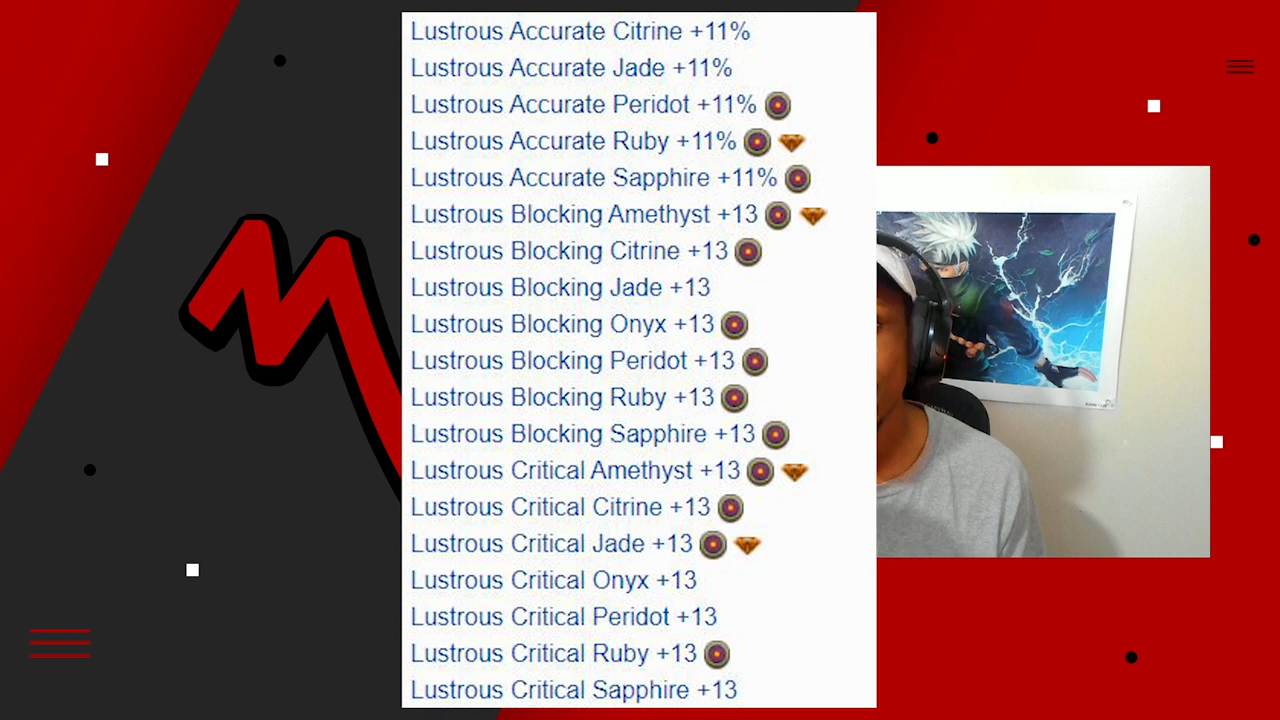 Lustrous Accurate Citrine +11%
Lustrous Accurate Jade +11%
Lustrous Accurate Peridot +11%
Lustrous Accurate Ruby +11%
Lustrous Accurate Sapphire +11%
Lustrous Blocking Amethyst +13
Lustrous Blocking Citrine +13
Lustrous Blocking Jade +13
Lustrous Blocking Onyx +13
Lustrous Blocking Peridot +13
Lustrous Blocking Ruby +13
Lustrous Blocking Sapphire +13
Lustrous Critical Amethyst +13
Lustrous Critical Citrine +13
Lustrous Critical Jade +13
Lustrous Critical Onyx +13
Lustrous Critical Peridot +13
Lustrous Critical Ruby +13
Lustrous Critical Sapphire +13